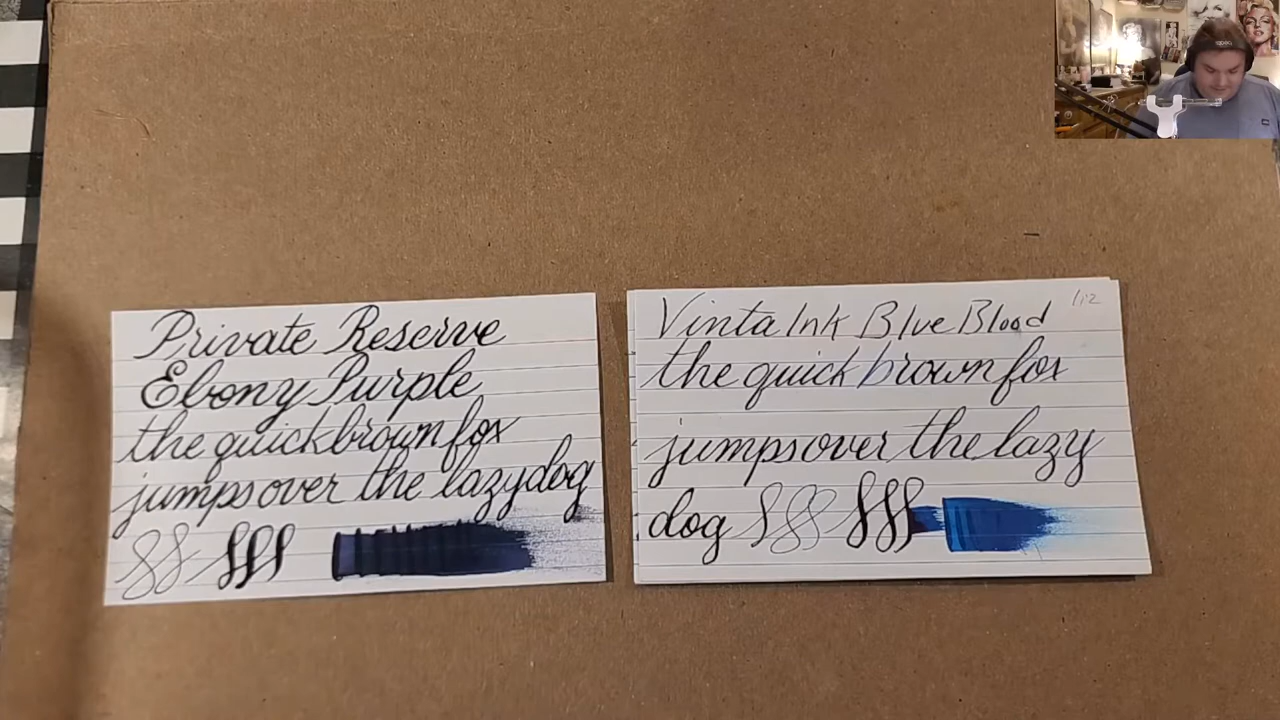 Private Reserve
Ebony Purple
the quick brown fox
jumps over the lazy dog
Vinta Ink Blue Blood
the quick brown fox
jumps over the lazy
dog